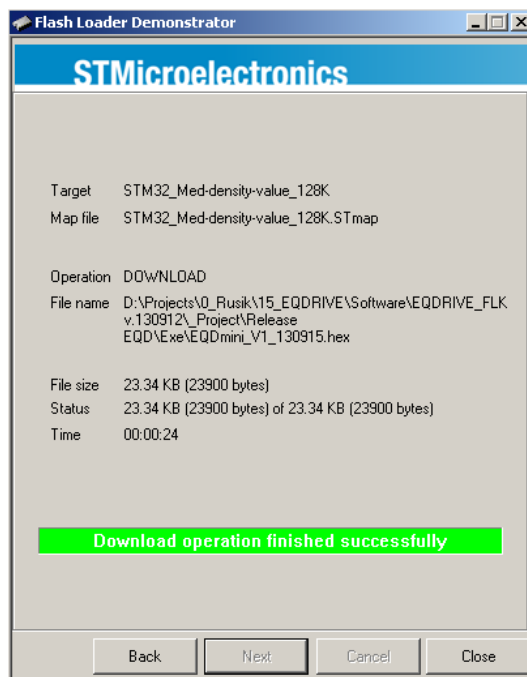 Flash Loader Demonstrator
STMicroelectronics
Target STM32_Med-density-value_128K
Map file STM32_Med-density-value_128K.STmap
Operation DOWNLOAD
File name D:\Projects\0_Rusik\15_EQDRIVE\Software\EQDRIVE_FLK
v.130912\_Project\Release
EQD\Exe\EQDmini_V1_130915.hex
File size 23.34 KB (23900 bytes)
Status 23.34 KB (23900 bytes) of 23.34 KB (23900 bytes)
Time 00:00:24
Download operation finished successfully
Back Next Cancel Close